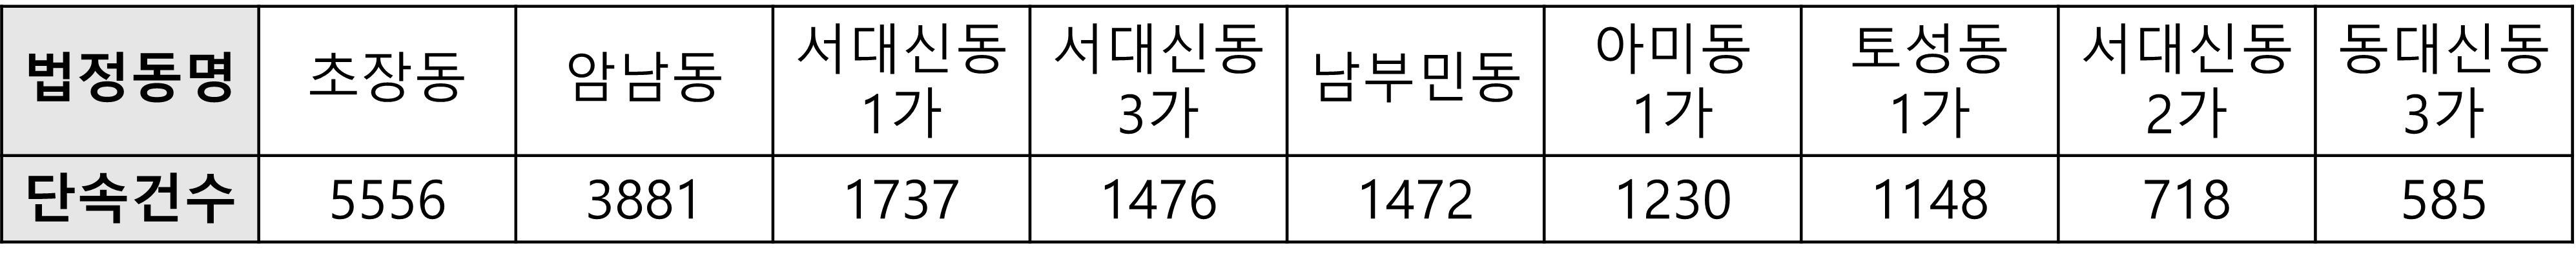 법정동명 초장동 암남동 서대신동 1가 서대신동 3가 남부민동 아미동 1가 토성동 1가 서대신동 2가 동대신동 3가
단속건수 5556 3881 1737 1476 1472 1230 1148 718 585